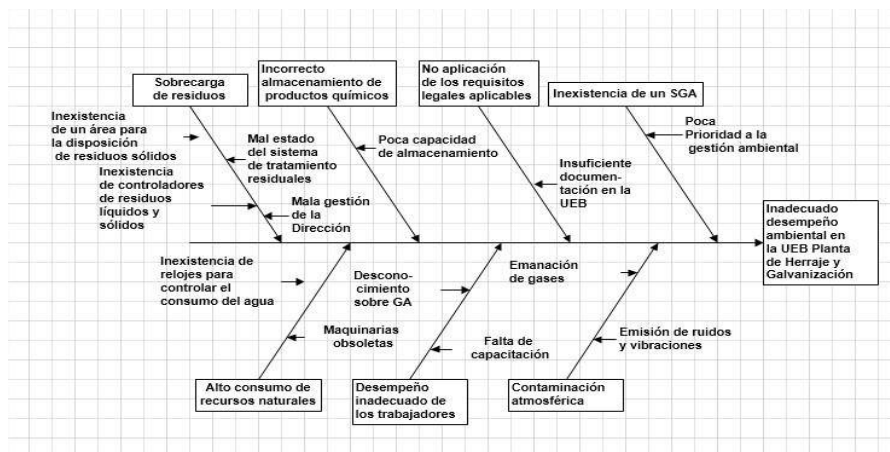 Sobrecarga
de residuos
Incorrecto
almacenamiento de
productos químicos
No aplicación
de los requisitos
legales aplicables
Inexistencia de un SGA
Inexistencia
de un área para
la disposición
de residuos sólidos
Mal estado
del sistema
de tratamiento
residuales
Inexistencia
de controladores
de residuos
líquidos y
sólidos
Mala gestión
de la
Dirección
Poca capacidad
de almacenamiento
Insuficiente
documen-
tación en la
UEB
Poca
Prioridad a la
gestión ambiental
Inadecuado
desempeño
ambiental en
la UEB Planta
de Herraje y
Galvanización
Inexistencia de
relojes para
controlar el
consumo del agua
Maquinarias
obsoletas
Descono-
cimiento
sobre GA
Falta de
capacitación
Emanación
de gases
Emisión de ruidos
y vibraciones
Alto consumo de
recursos naturales
Desempeño
inadecuado de
los trabajadores
Contaminación
atmosférica